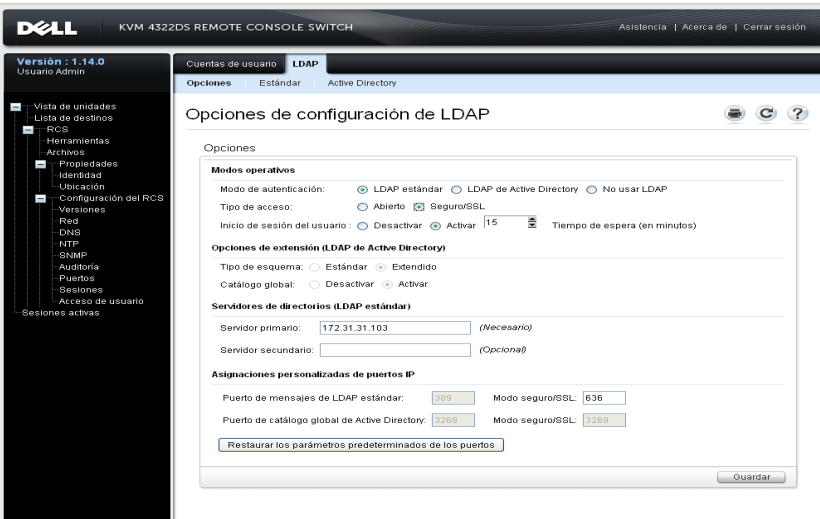 DELL KVM 4322DS REMOTE CONSOLE SWITCH Asistencia | Acerca de | Cerrar sesión
Versión : 1.14.0
Usuario Admin
Vista de unidades
Lista de destinos
RCS
Herramientas
Archivos
Propiedades
Identidad
Ubicación
Configuración del RCS
Versiones
Red
DNS
NTP
SNMP
Auditoría
Puertos
Sesiones
Acceso de usuario
Sesiones activas
Cuentas de usuario LDAP
Opciones Estándar Active Directory
Opciones de configuración de LDAP ?
Opciones
Modos operativos
Modo de autenticación: LDAP estándar LDAP de Active Directory No usar LDAP
Tipo de acceso: Abierto Seguro/SSL
Inicio de sesión del usuario : Desactivar Activar 15 Tiempo de espera (en minutos)
Opciones de extensión (LDAP de Active Directory)
Tipo de esquema: Estándar Extendido
Catálogo global: Desactivar Activar
Servidores de directorios (LDAP estándar)
Servidor primario: 172.31.31.103 (Necesario)
Servidor secundario: (Opcional)
Asignaciones personalizadas de puertos IP
Puerto de mensajes de LDAP estándar: 389 Modo seguro/SSL: 636
Puerto de catálogo global de Active Directory: 3268 Modo seguro/SSL: 3269
Restaurar los parámetros predeterminados de los puertos
Guardar